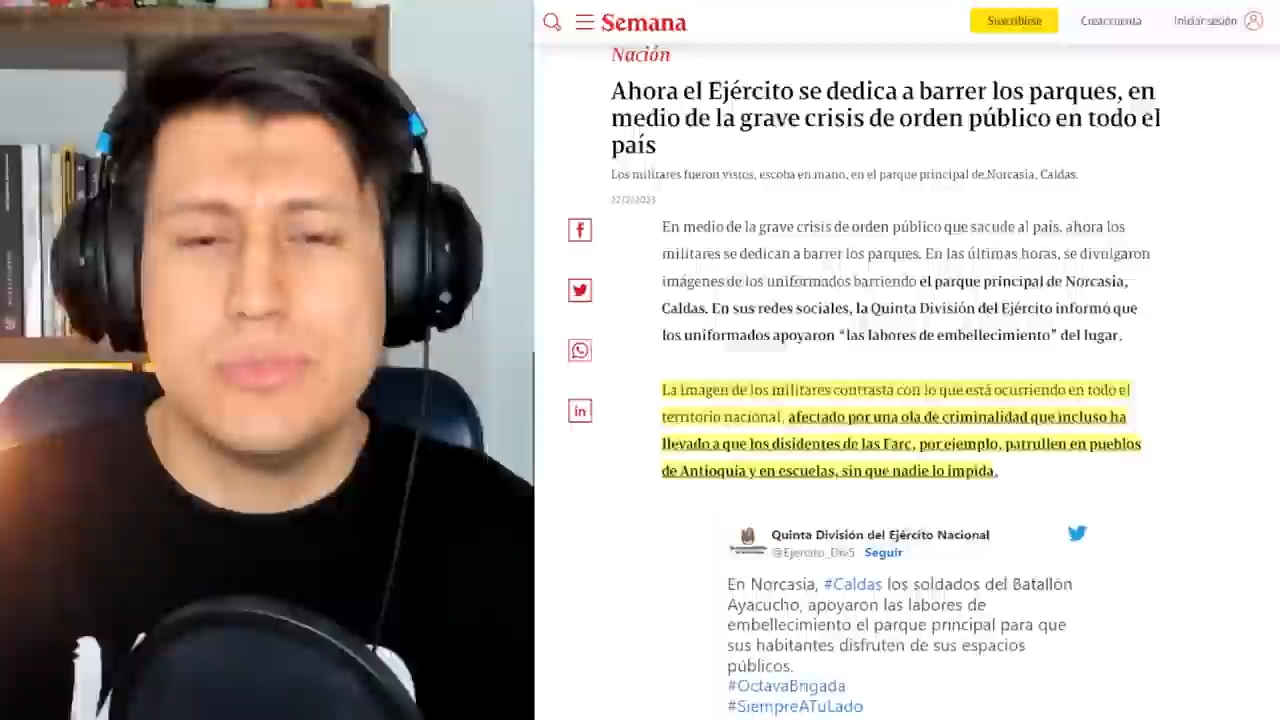 Semana
Suscribirse
Crear cuenta
Iniciar sesión
Nación
Ahora el Ejército se dedica a barrer los parques, en
medio de la grave crisis de orden público en todo el
país
Los militares fueron vistos, escoba en mano, en el parque principal de Norcasia, Caldas.
22/2/2023
En medio de la grave crisis de orden público que sacude al país, ahora los
militares se dedican a barrer los parques. En las últimas horas, se divulgaron
imágenes de los uniformados barriendo el parque principal de Norcasia,
Caldas. En sus redes sociales, la Quinta División del Ejército informó que
los uniformados apoyaron “las labores de embellecimiento” del lugar.
La imagen de los militares contrasta con lo que está ocurriendo en todo el
territorio nacional, afectado por una ola de criminalidad que incluso ha
llevado a que los disidentes de las Farc, por ejemplo, patrullen en pueblos
de Antioquia y en escuelas, sin que nadie lo impida.
Quinta División del Ejército Nacional
@Ejercito_Div5 Seguir
En Norcasia, #Caldas los soldados del Batallón
Ayacucho, apoyaron las labores de
embellecimiento el parque principal para que
sus habitantes disfruten de sus espacios
públicos.
#OctavaBrigada
#SiempreATuLado